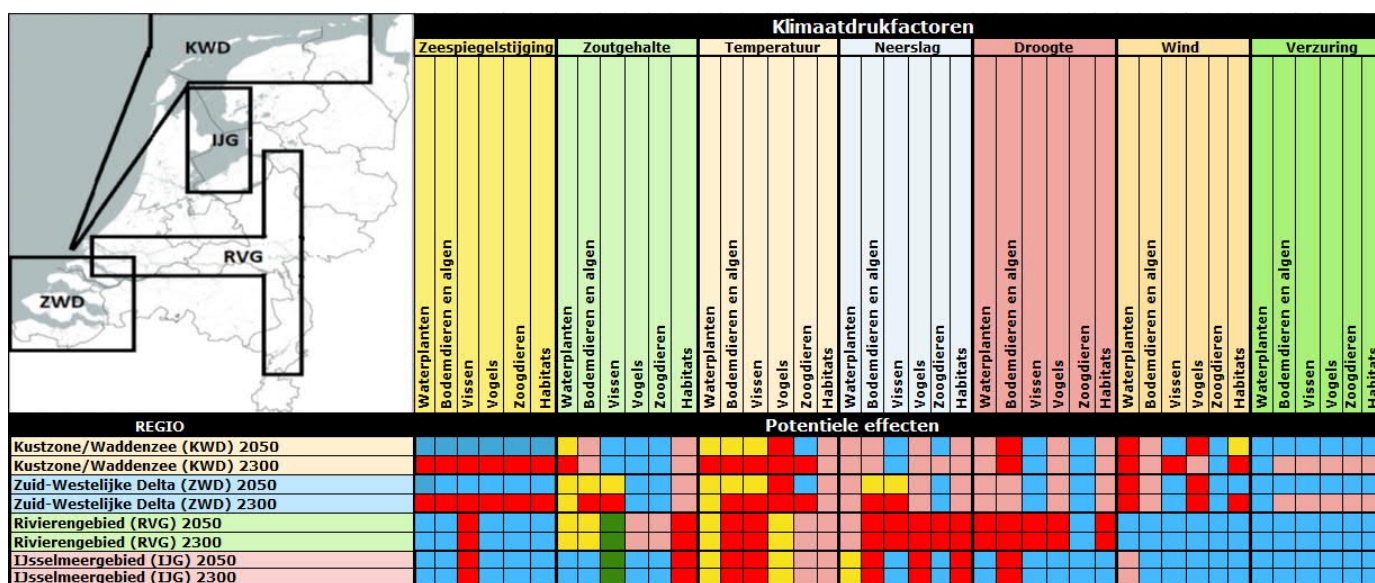 KWD
IJG
RVG
ZWD
Klimaatdrukfactoren
Zeespiegelstijging Zoutgehalte Temperatuur Neerslag Droogte Wind Verzuring
Waterplanten Bodemdieren en algen Vissen Vogels Zoogdieren Habitats Waterplanten Bodemdieren en algen Vissen Vogels Zoogdieren Habitats Waterplanten Bodemdieren en algen Vissen Vogels Zoogdieren Habitats Waterplanten Bodemdieren en algen Vissen Vogels Zoogdieren Habitats Waterplanten Bodemdieren en algen Vissen Vogels Zoogdieren Habitats Waterplanten Bodemdieren en algen Vissen Vogels Zoogdieren Habitats Waterplanten Bodemdieren en algen Vissen Vogels Zoogdieren Habitats
REGIO Potentiele effecten
Kustzone/Waddenzee (KWD) 2050
Kustzone/Waddenzee (KWD) 2300
Zuid-Westelijke Delta (ZWD) 2050
Zuid-Westelijke Delta (ZWD) 2300
Rivierengebied (RVG) 2050
Rivierengebied (RVG) 2300
IJsselmeergebied (IJG) 2050
IJsselmeergebied (IJG) 2300